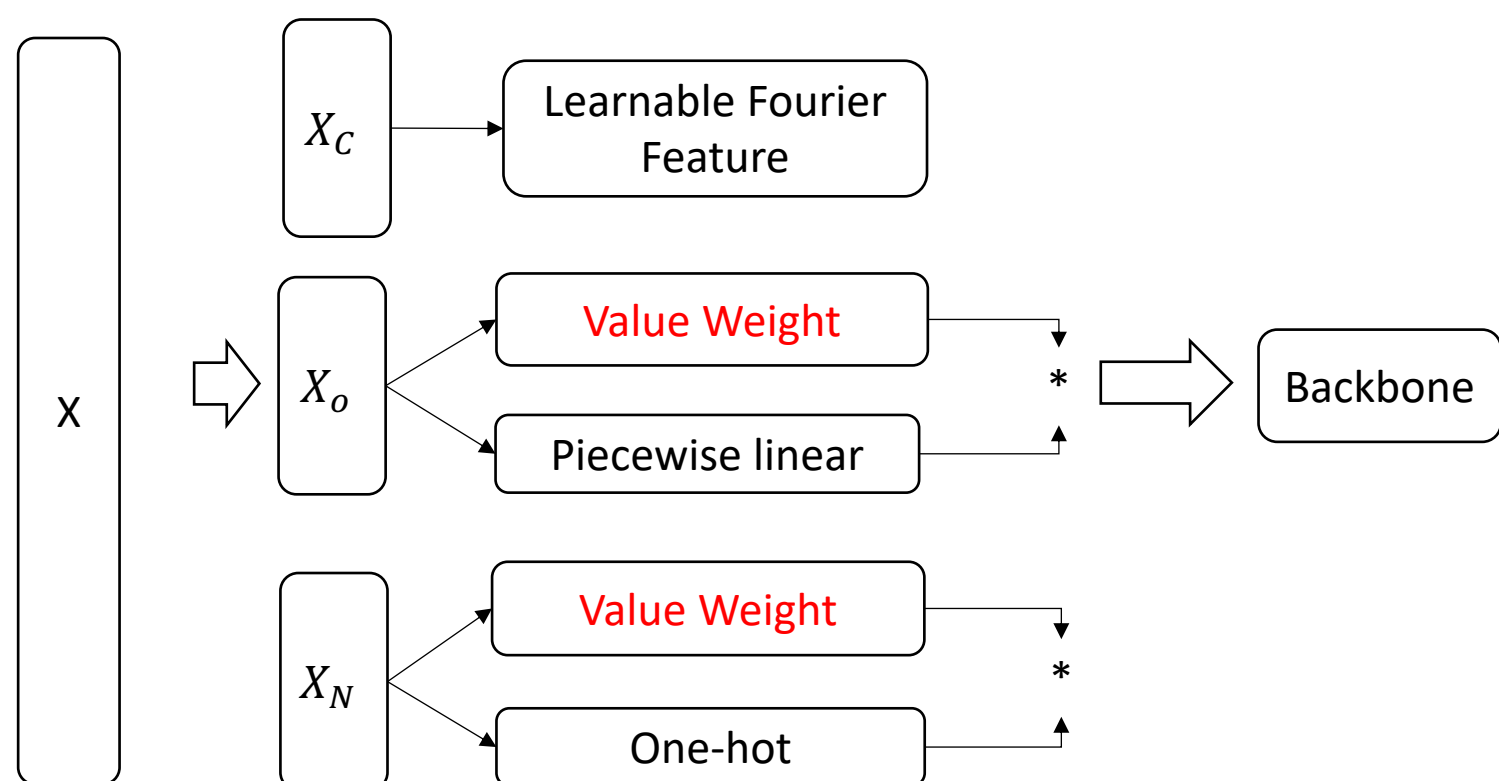 X
X_C
Learnable Fourier
Feature
X_o
Value Weight
*
Piecewise linear
Backbone
X_N
Value Weight
*
One-hot